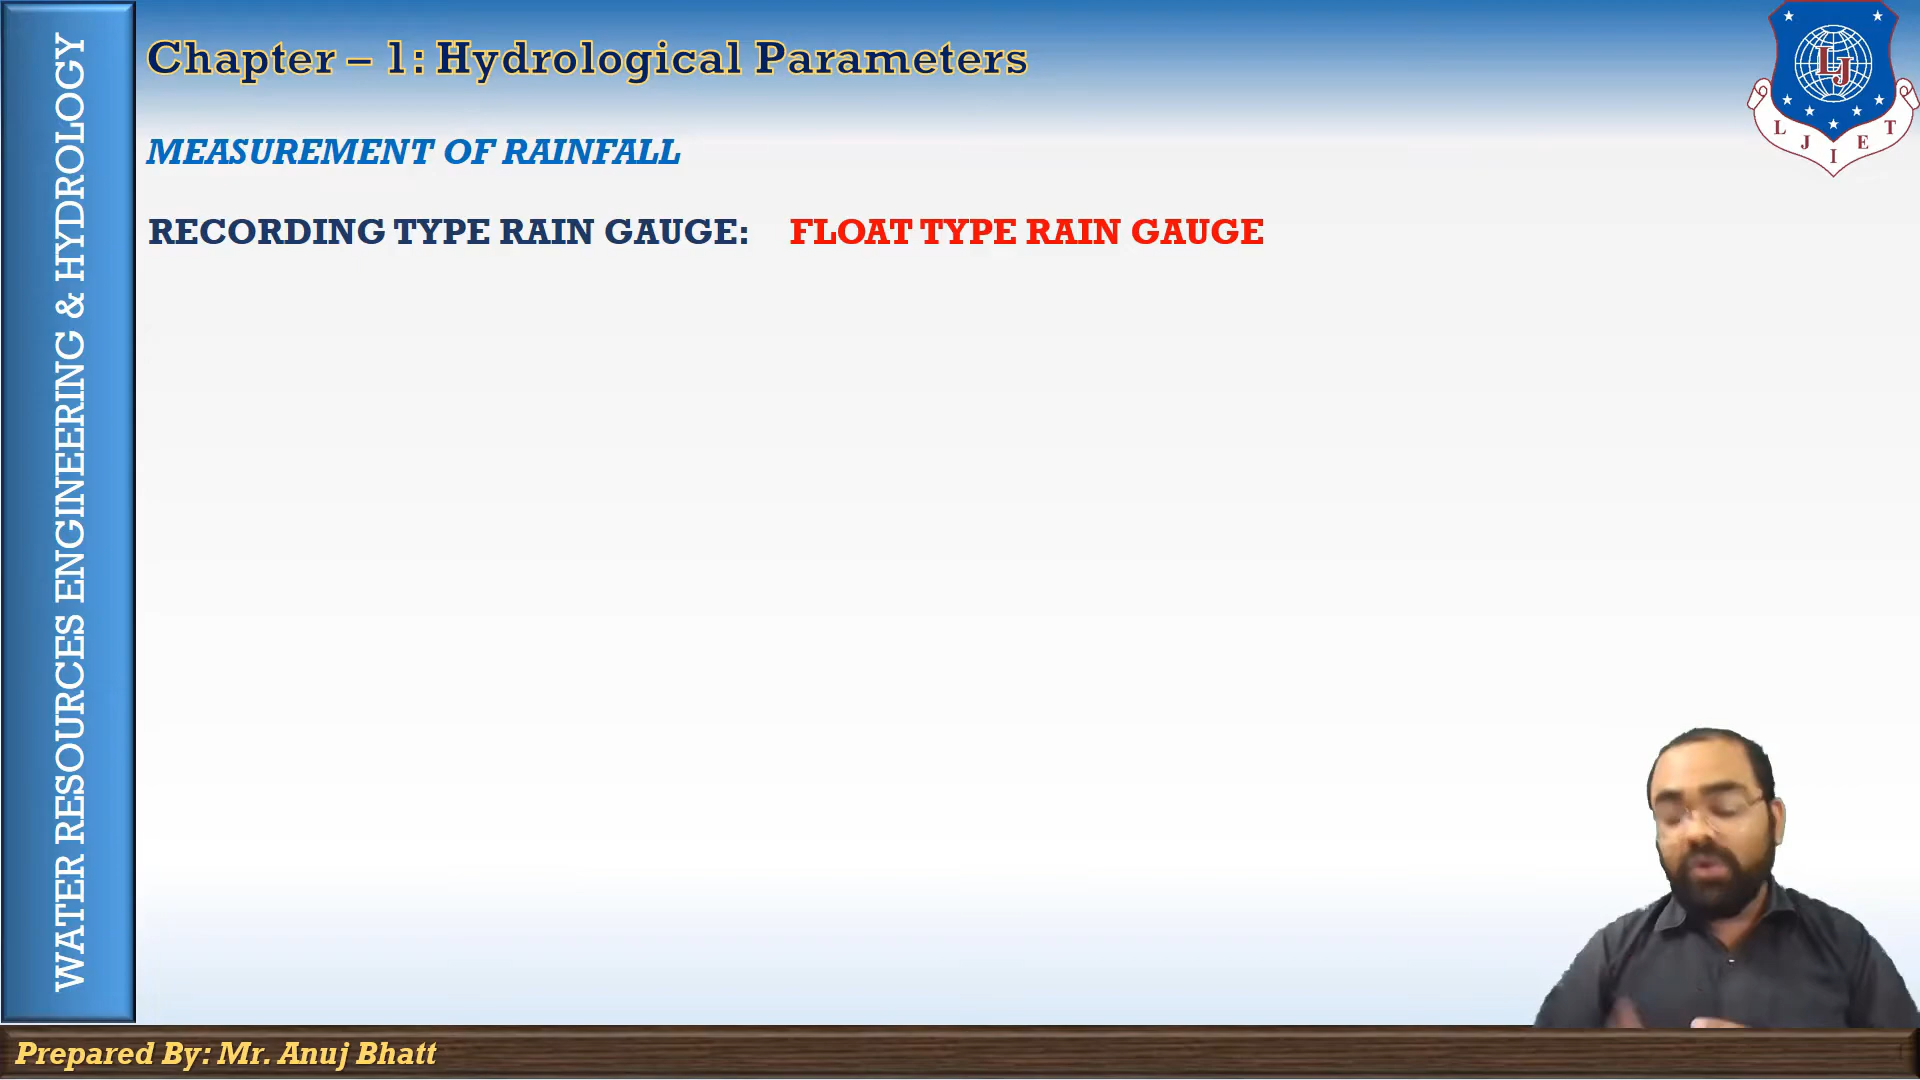 WATER RESOURCES ENGINEERING & HYDROLOGY
Chapter – 1: Hydrological Parameters
MEASUREMENT OF RAINFALL
RECORDING TYPE RAIN GAUGE: FLOAT TYPE RAIN GAUGE
LJ
L J I E T
Prepared By: Mr. Anuj Bhatt